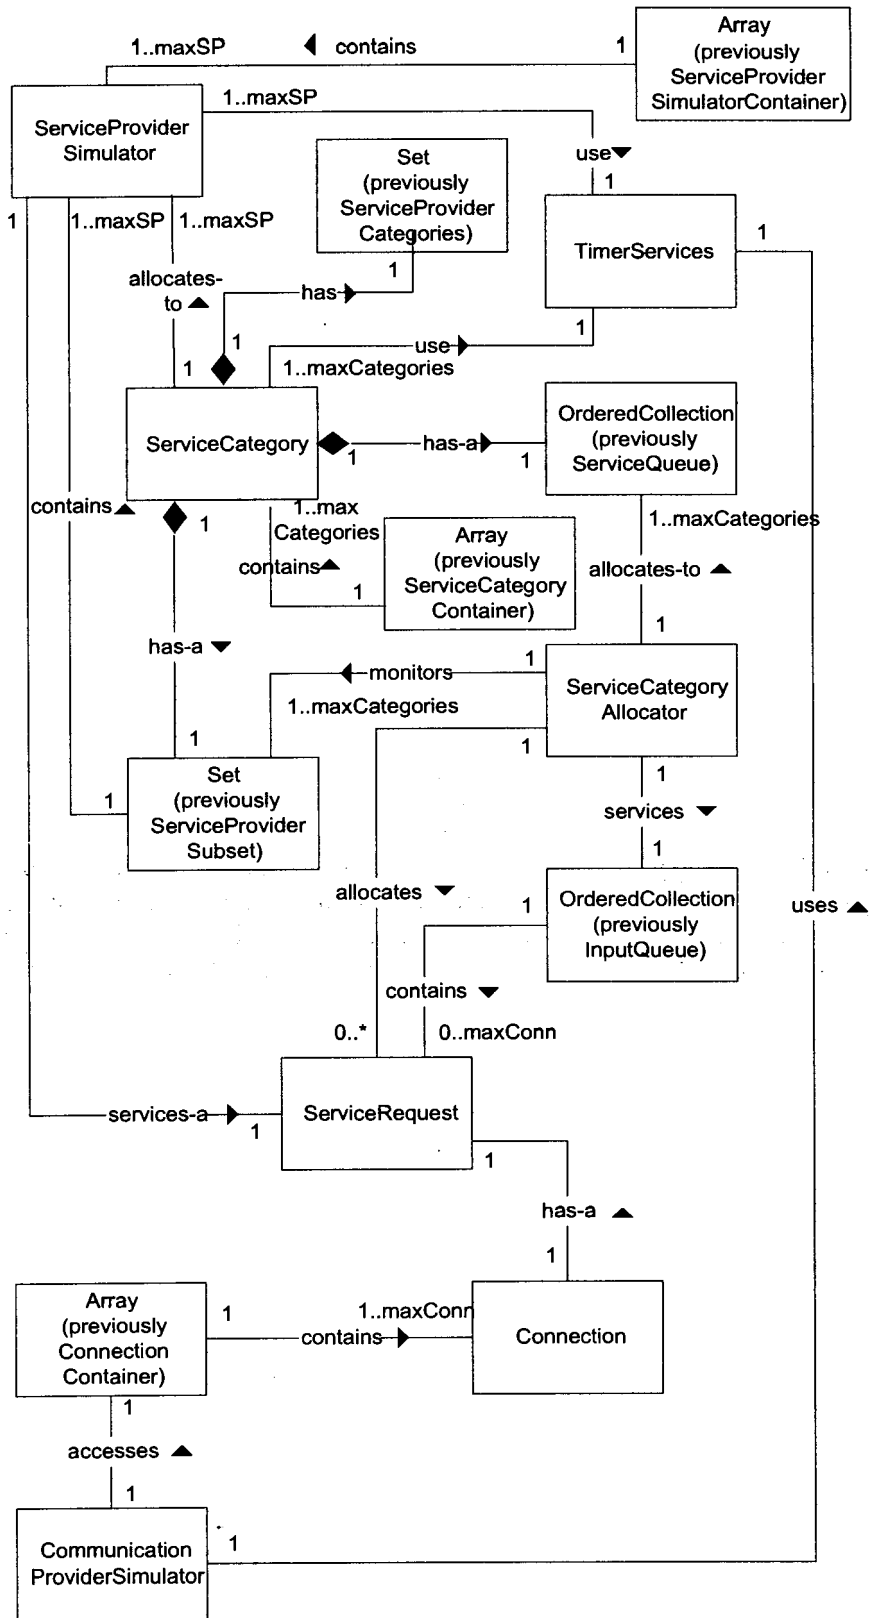 Array
(previously
ServiceProvider
SimulatorContainer)
1..maxSP
contains
1
ServiceProvider
Simulator
1..maxSP
use
1
Set
(previously
ServiceProvider
Categories)
1
1..maxSP
1..maxSP
TimerServices
1
allocates-
to
has
1
1
1
use
1
1
1..maxCategories
ServiceCategory
1
has-a
1
OrderedCollection
(previously
ServiceQueue)
contains
1
1..max
Categories
contains
1
Array
(previously
ServiceCategory
Container)
1..maxCategories
allocates-to
1
has-a
monitors
1
1..maxCategories
ServiceCategory
Allocator
1
1
1
1
Set
(previously
ServiceProvider
Subset)
services
1
allocates
1
OrderedCollection
(previously
InputQueue)
uses
contains
0..*
0..maxConn
services-a
1
ServiceRequest
1
has-a
1
Array
(previously
Connection
Container)
1
1..maxConn
contains
Connection
1
accesses
1
Communication
ProviderSimulator
1